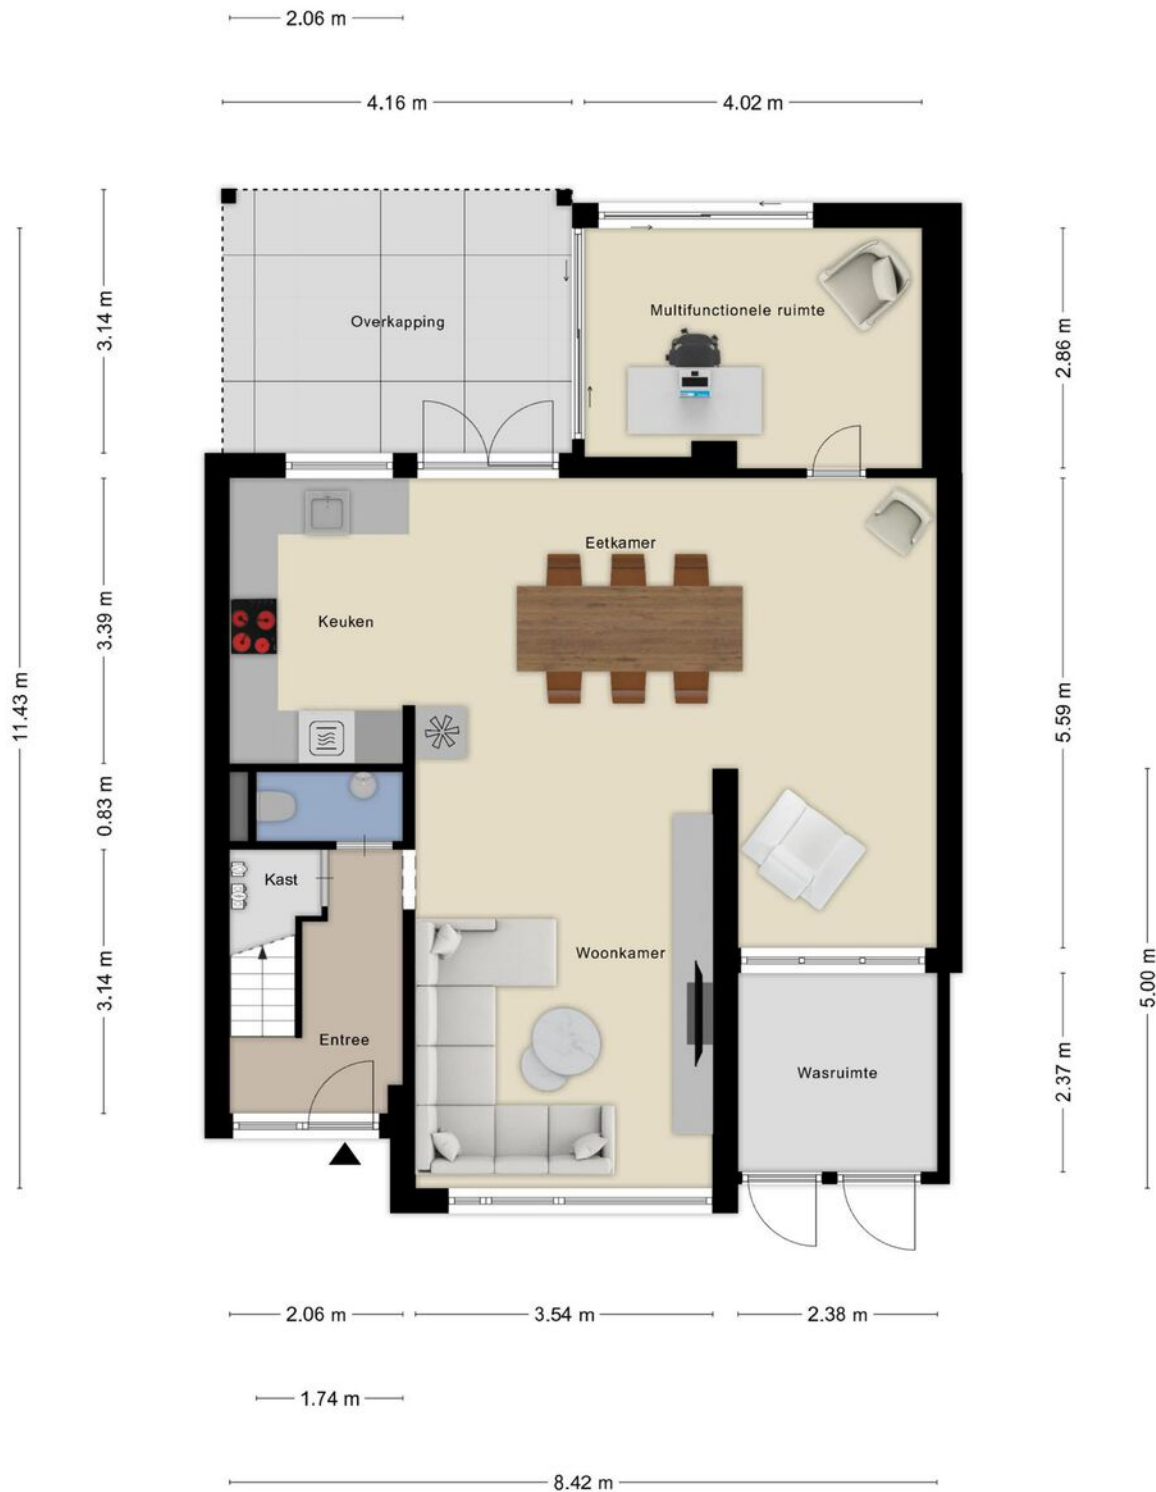 2.06 m
4.16 m
4.02 m
Overkapping
Multifunctionele ruimte
3.14 m
2.86 m
Eetkamer
Keuken
3.39 m
11.43 m
5.59 m
0.83 m
Kast
Woonkamer
3.14 m
5.00 m
Entree
Wasruimte
2.37 m
2.06 m
3.54 m
2.38 m
1.74 m
8.42 m